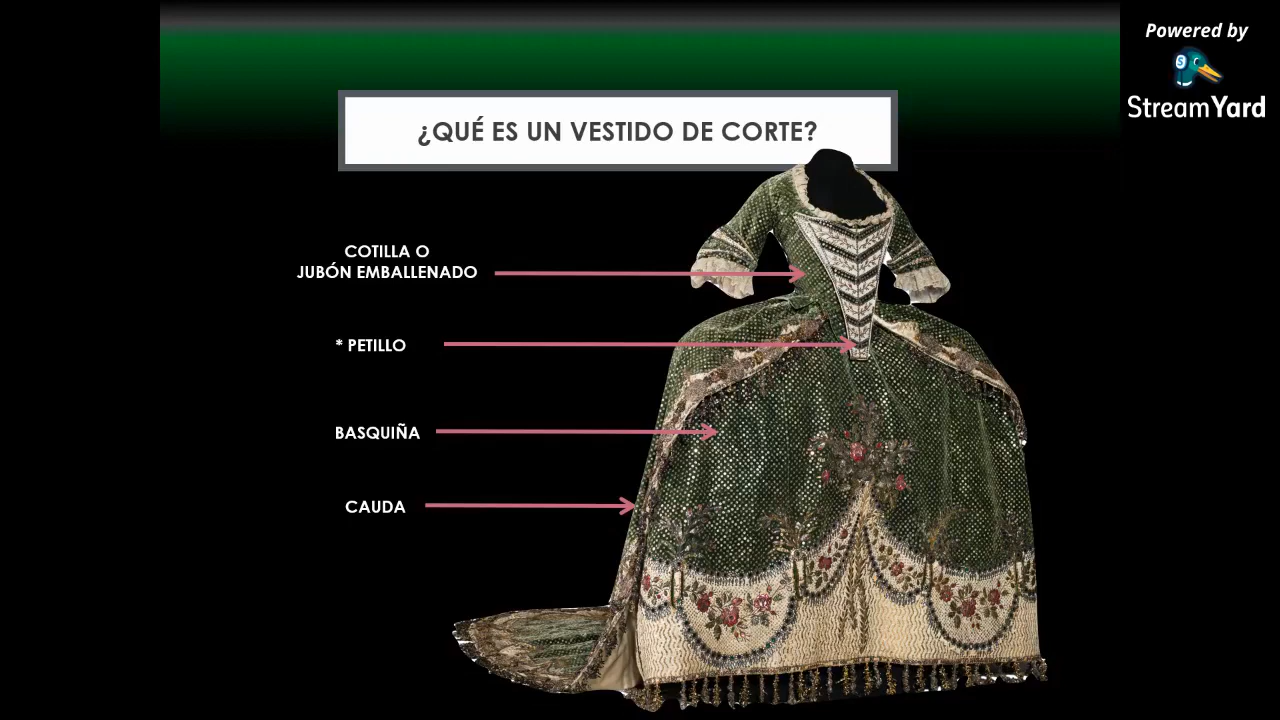 Powered by
StreamYard
¿QUÉ ES UN VESTIDO DE CORTE?
COTILLA O
JUBÓN EMBALLENADO
* PETILLO
BASQUIÑA
CAUDA